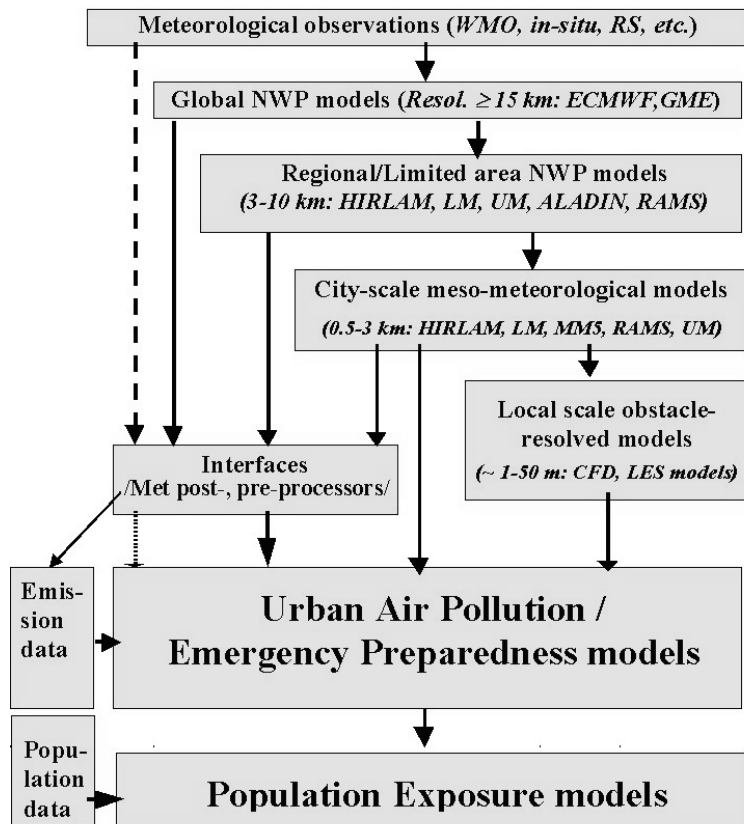 Meteorological observations (WMO, in-situ, RS, etc.)
Global NWP models (Resol. ≥ 15 km: ECMWF,GME)
Regional/Limited area NWP models
(3-10 km: HIRLAM, LM, UM, ALADIN, RAMS)
City-scale meso-meteorological models
(0.5-3 km: HIRLAM, LM, MM5, RAMS, UM)
Local scale obstacle-
resolved models
(~ 1-50 m: CFD, LES models)
Interfaces
/Met post-, pre-processors/
Emis-
sion
data
Urban Air Pollution /
Emergency Preparedness models
Popu-
lation
data
Population Exposure models